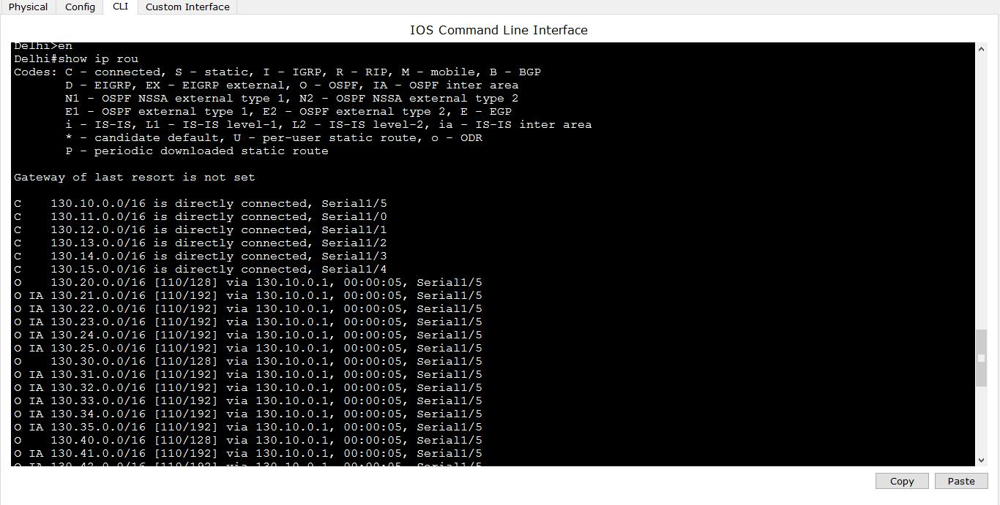 Physical Config CLI Custom Interface
IOS Command Line Interface
Delhi>en
Delhi#show ip rou
Codes: C - connected, S - static, I - IGRP, R - RIP, M - mobile, B - BGP
       D - EIGRP, EX - EIGRP external, O - OSPF, IA - OSPF inter area
       N1 - OSPF NSSA external type 1, N2 - OSPF NSSA external type 2
       E1 - OSPF external type 1, E2 - OSPF external type 2, E - EGP
       i - IS-IS, L1 - IS-IS level-1, L2 - IS-IS level-2, ia - IS-IS inter area
       * - candidate default, U - per-user static route, o - ODR
       P - periodic downloaded static route
Gateway of last resort is not set
C    130.10.0.0/16 is directly connected, Serial1/5
C    130.11.0.0/16 is directly connected, Serial1/0
C    130.12.0.0/16 is directly connected, Serial1/1
C    130.13.0.0/16 is directly connected, Serial1/2
C    130.14.0.0/16 is directly connected, Serial1/3
C    130.15.0.0/16 is directly connected, Serial1/4
O    130.20.0.0/16 [110/128] via 130.10.0.1, 00:00:05, Serial1/5
O IA 130.21.0.0/16 [110/192] via 130.10.0.1, 00:00:05, Serial1/5
O IA 130.22.0.0/16 [110/192] via 130.10.0.1, 00:00:05, Serial1/5
O IA 130.23.0.0/16 [110/192] via 130.10.0.1, 00:00:05, Serial1/5
O IA 130.24.0.0/16 [110/192] via 130.10.0.1, 00:00:05, Serial1/5
O IA 130.25.0.0/16 [110/192] via 130.10.0.1, 00:00:05, Serial1/5
O    130.30.0.0/16 [110/128] via 130.10.0.1, 00:00:05, Serial1/5
O IA 130.31.0.0/16 [110/192] via 130.10.0.1, 00:00:05, Serial1/5
O IA 130.32.0.0/16 [110/192] via 130.10.0.1, 00:00:05, Serial1/5
O IA 130.33.0.0/16 [110/192] via 130.10.0.1, 00:00:05, Serial1/5
O IA 130.34.0.0/16 [110/192] via 130.10.0.1, 00:00:05, Serial1/5
O IA 130.35.0.0/16 [110/192] via 130.10.0.1, 00:00:05, Serial1/5
O    130.40.0.0/16 [110/128] via 130.10.0.1, 00:00:05, Serial1/5
O IA 130.41.0.0/16 [110/192] via 130.10.0.1, 00:00:05, Serial1/5
O IA 130.42.0.0/16 [110/192] via 130.10.0.1, 00:00:05, Serial1/5
Copy Paste